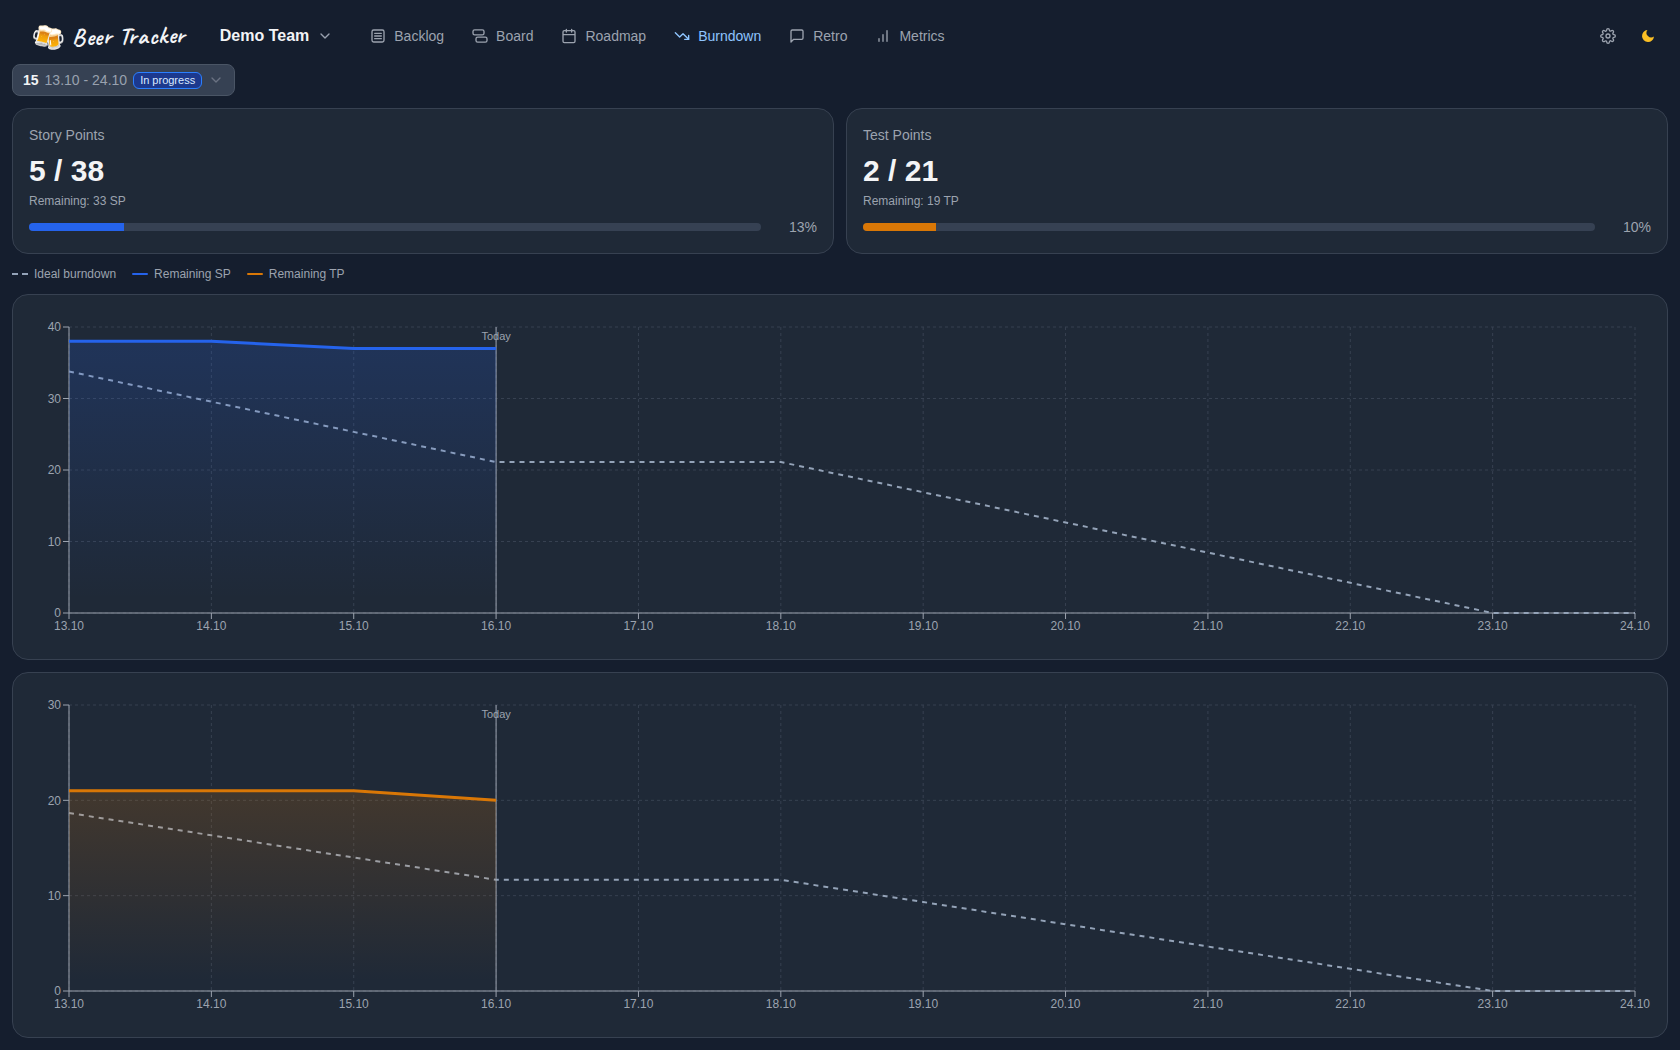 Beer Tracker
Demo Team
Backlog
Board
Roadmap
Burndown
Retro
Metrics
15 13.10 - 24.10 In progress
Story Points
5 / 38
Remaining: 33 SP
13%
Test Points
2 / 21
Remaining: 19 TP
10%
Ideal burndown
Remaining SP
Remaining TP
40
30
20
10
0
Today
13.10 14.10 15.10 16.10 17.10 18.10 19.10 20.10 21.10 22.10 23.10 24.10
30
20
10
0
Today
13.10 14.10 15.10 16.10 17.10 18.10 19.10 20.10 21.10 22.10 23.10 24.10